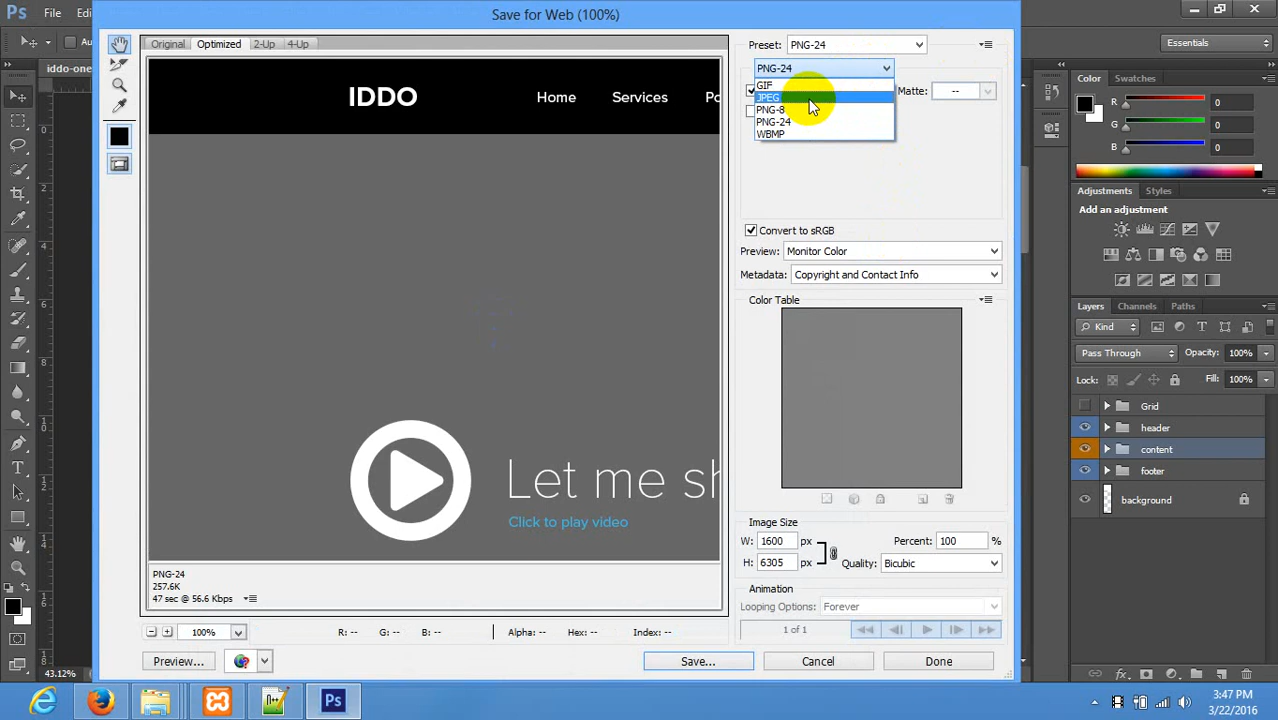 Ps File Ed
Save for Web (100%)
Essentials
iddo-one
Original Optimized 2-Up 4-Up
Preset: PNG-24
PNG-24
GIF
JPEG
PNG-8
PNG-24
WBMP
Matte: --
IDDO Home Services Po
Let me sh
Click to play video
Convert to sRGB
Preview: Monitor Color
Metadata: Copyright and Contact Info
Color Table
Image Size
W: 1600 px Percent: 100 %
H: 6305 px Quality: Bicubic
Animation
Looping Options: Forever
1 of 1
PNG-24
257.6K
47 sec @ 56.6 Kbps
100% R: -- G: -- B: -- Alpha: -- Hex: -- Index: --
Preview... Save... Cancel Done
43.12%
Color Swatches
R 0
G 0
B 0
Adjustments Styles
Add an adjustment
Layers Channels Paths
Kind
Pass Through Opacity: 100%
Lock: Fill: 100%
Grid
header
content
footer
background
fx
Ps
3:47 PM
3/22/2016